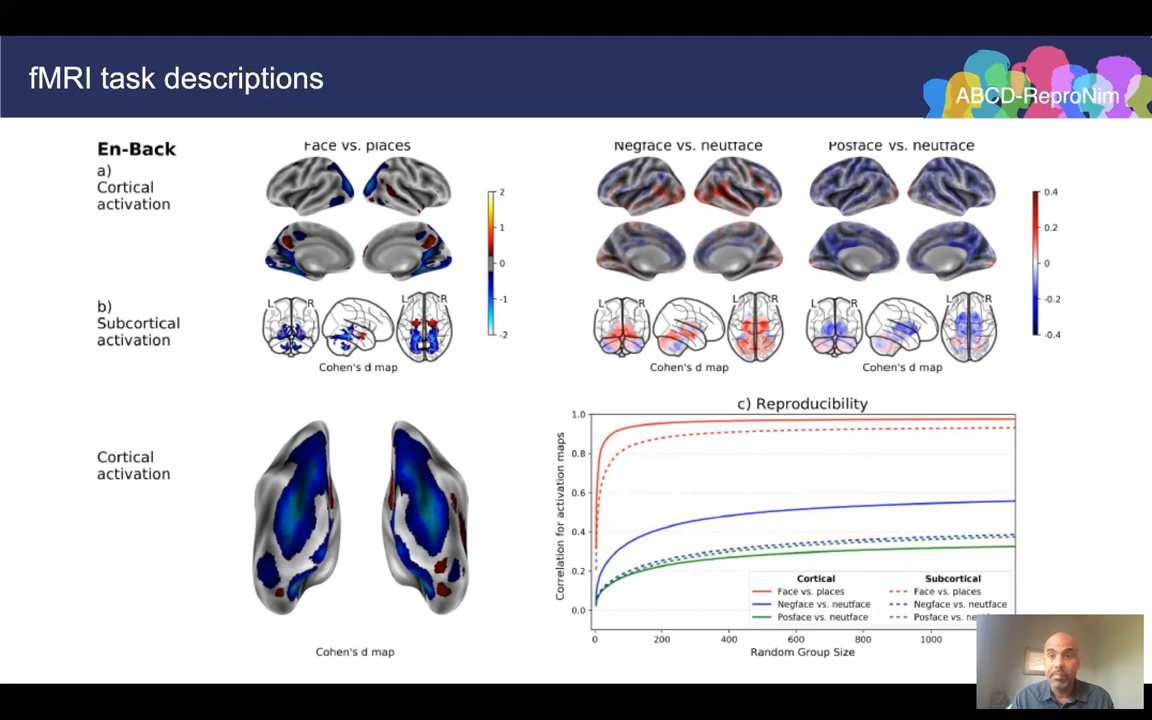 fMRI task descriptions
ABCD-ReproNim
En-Back
Face vs. places
Negface vs. neutface
Posface vs. neutface
a)
Cortical
activation
2
1
0
-1
-2
0.4
0.2
0
-0.2
-0.4
b)
Subcortical
activation
L R
L R
L R
L R
L R
L R
Cohen's d map
Cohen's d map
Cohen's d map
Cortical
activation
Cohen's d map
c) Reproducibility
Correlation for activation maps
1.0
0.8
0.6
0.4
0.2
0.0
0 200 400 600 800 1000
Random Group Size
Cortical
Face vs. places
Negface vs. neutface
Posface vs. neutface
Subcortical
Face vs. places
Negface vs. neutface
Posface vs.